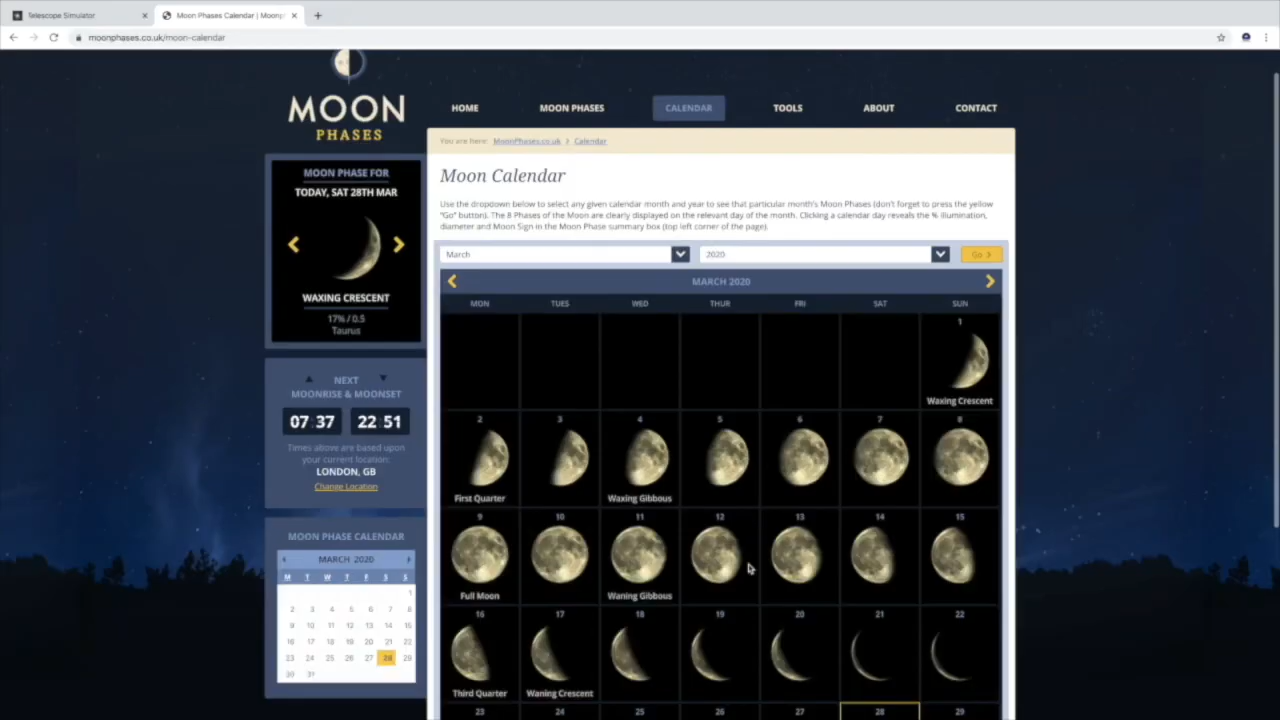 Telescope Simulator
Moon Phases Calendar | Moonp
moonphases.co.uk/moon-calendar
MOON
PHASES
HOME MOON PHASES CALENDAR TOOLS ABOUT CONTACT
You are here: MoonPhases.co.uk > Calendar
MOON PHASE FOR
TODAY, SAT 28TH MAR
WAXING CRESCENT
17% / 0.5
Taurus
NEXT
MOONRISE & MOONSET
07:37 22:51
Times above are based upon
your current location:
LONDON, GB
Change Location
MOON PHASE CALENDAR
MARCH 2020
M T W T F S S
1
2 3 4 5 6 7 8
9 10 11 12 13 14 15
16 17 18 19 20 21 22
23 24 25 26 27 28 29
30 31
Moon Calendar
Use the dropdown below to select any given calendar month and year to see that particular month's Moon Phases (don't forget to press the yellow
"Go" button). The 8 Phases of the Moon are clearly displayed on the relevant day of the month. Clicking a calendar day reveals the % illumination,
diameter and Moon Sign in the Moon Phase summary box (top left corner of the page).
March 2020 Go >
MARCH 2020
MON TUES WED THUR FRI SAT SUN
1
Waxing Crescent
2 3 4 5 6 7 8
First Quarter Waxing Gibbous
9 10 11 12 13 14 15
Full Moon Waning Gibbous
16 17 18 19 20 21 22
Third Quarter Waning Crescent
23 24 25 26 27 28 29